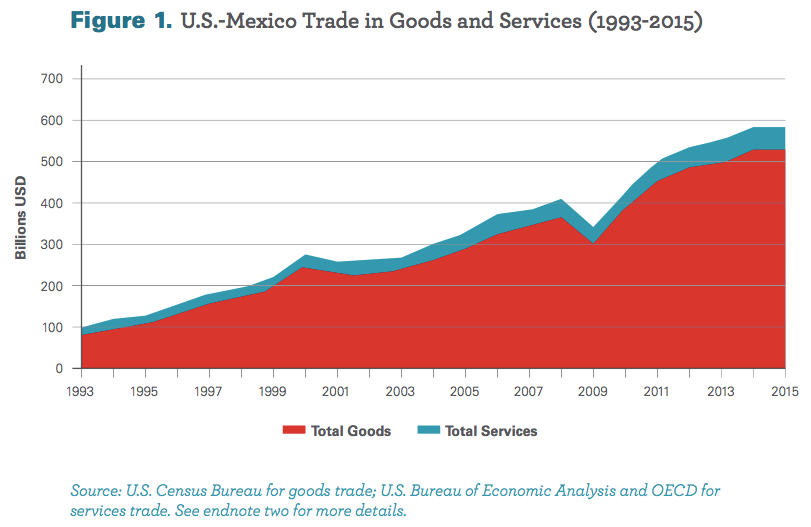 Figure 1. U.S.-Mexico Trade in Goods and Services (1993-2015)
700
600
500
400
300
200
100
0
Billions USD
1993 1995 1997 1999 2001 2003 2005 2007 2009 2011 2013 2015
Total Goods Total Services
Source: U.S. Census Bureau for goods trade; U.S. Bureau of Economic Analysis and OECD for
services trade. See endnote two for more details.